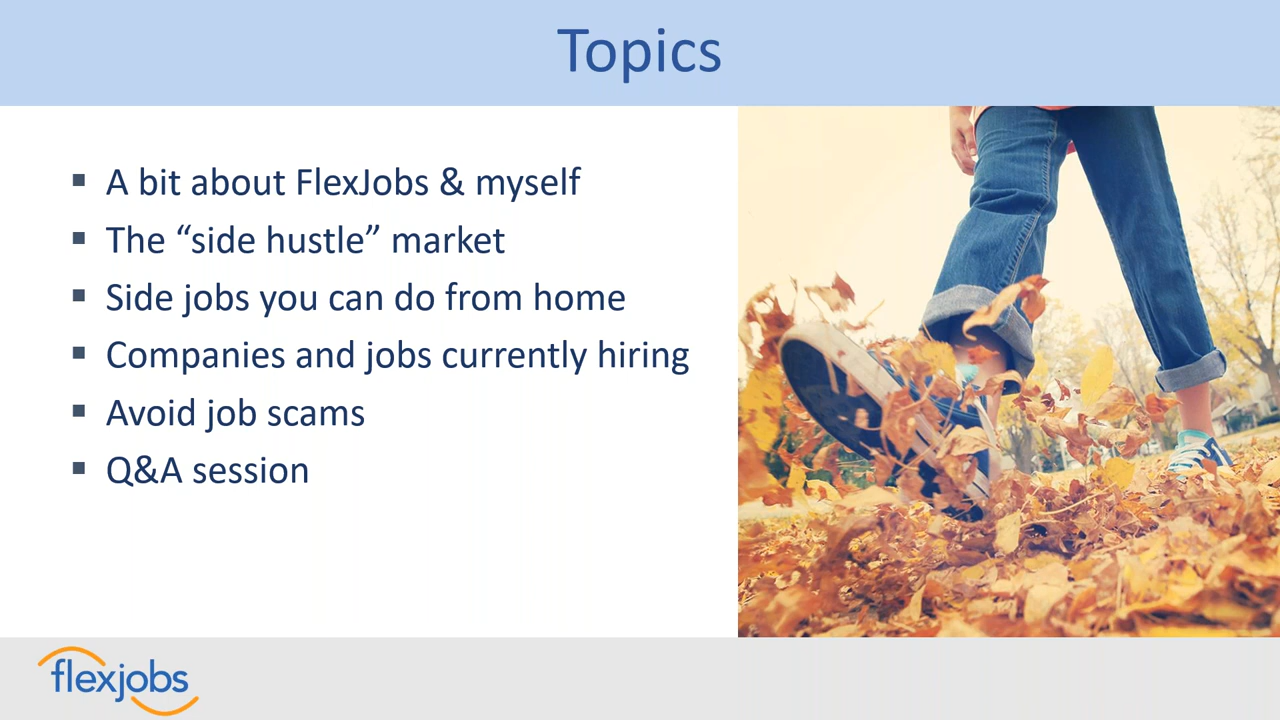 Topics
A bit about FlexJobs & myself
The “side hustle” market
Side jobs you can do from home
Companies and jobs currently hiring
Avoid job scams
Q&A session
flexjobs